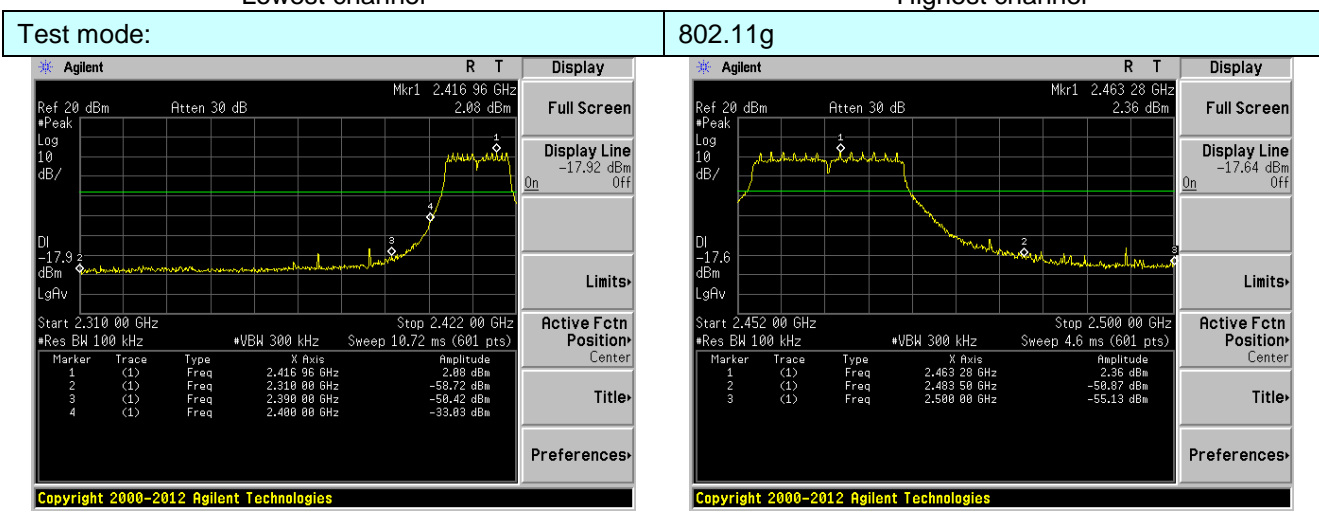 Lowest channel
Highest channel
Test mode:
802.11g
Agilent
R T
Mkr1 2.416 96 GHz
Ref 20 dBm
Atten 30 dB
2.08 dBm
#Peak
Log
10
dB/
DI
-17.9
dBm
LgAv
1
2
3
4
Start 2.310 00 GHz
Stop 2.422 00 GHz
#Res BW 100 kHz
#VBW 300 kHz
Sweep 10.72 ms (601 pts)
Marker Trace Type X Axis Amplitude
1 (1) Freq 2.416 96 GHz 2.08 dBm
2 (1) Freq 2.310 00 GHz -58.72 dBm
3 (1) Freq 2.390 00 GHz -50.42 dBm
4 (1) Freq 2.400 00 GHz -33.03 dBm
Copyright 2000-2012 Agilent Technologies
Display
Full Screen
Display Line
-17.92 dBm
On Off
Limits
Active Fctn
Position
Center
Title
Preferences
Agilent
R T
Mkr1 2.463 28 GHz
Ref 20 dBm
Atten 30 dB
2.36 dBm
#Peak
Log
10
dB/
DI
-17.6
dBm
LgAv
1
2
3
Start 2.452 00 GHz
Stop 2.500 00 GHz
#Res BW 100 kHz
#VBW 300 kHz
Sweep 4.6 ms (601 pts)
Marker Trace Type X Axis Amplitude
1 (1) Freq 2.463 28 GHz 2.36 dBm
2 (1) Freq 2.483 50 GHz -50.87 dBm
3 (1) Freq 2.500 00 GHz -55.13 dBm
Copyright 2000-2012 Agilent Technologies
Display
Full Screen
Display Line
-17.64 dBm
On Off
Limits
Active Fctn
Position
Center
Title
Preferences